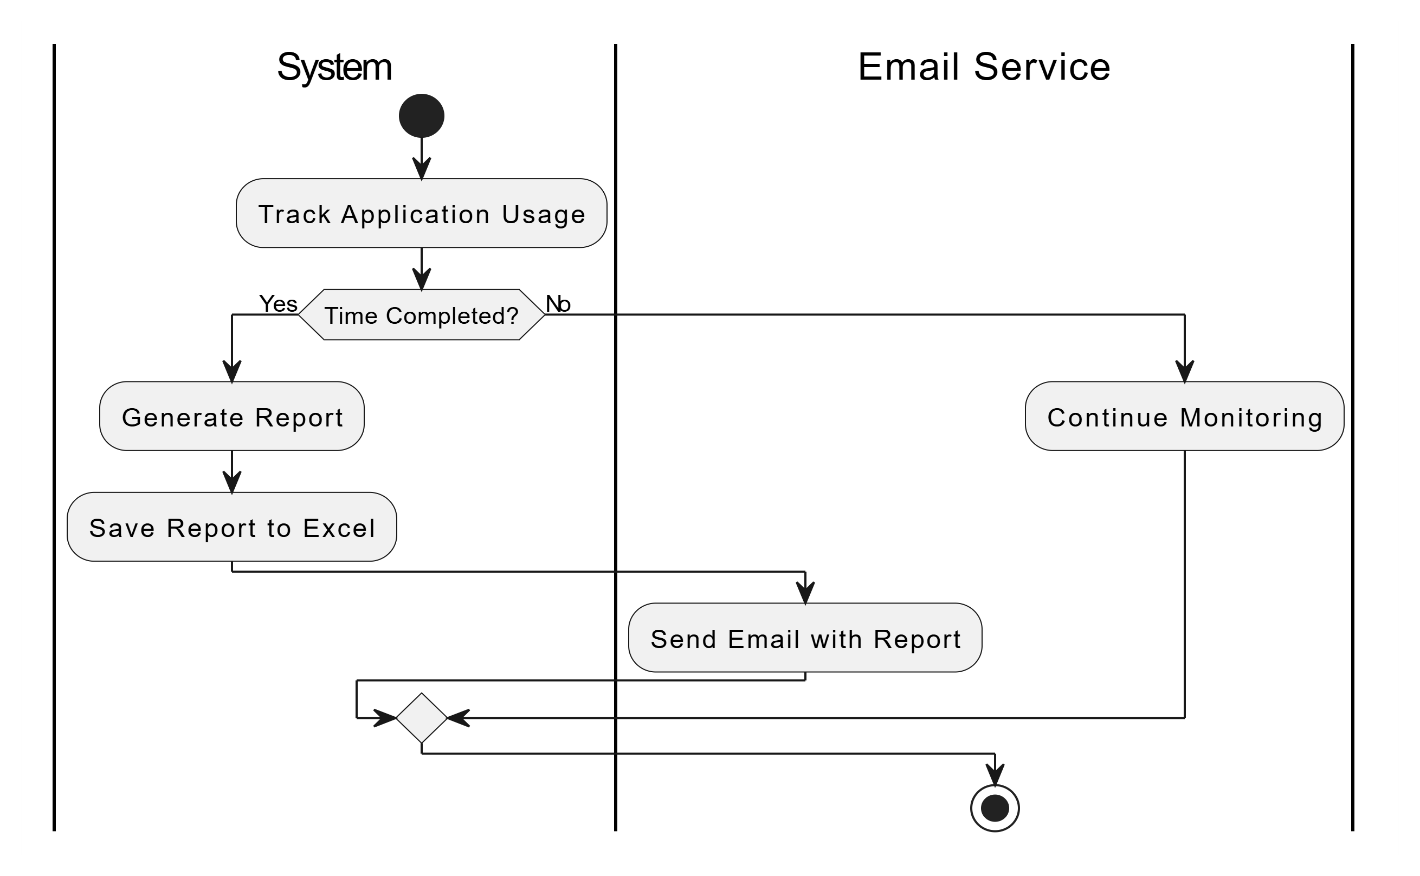 System
Email Service
Track Application Usage
Yes
Time Completed?
No
Generate Report
Continue Monitoring
Save Report to Excel
Send Email with Report